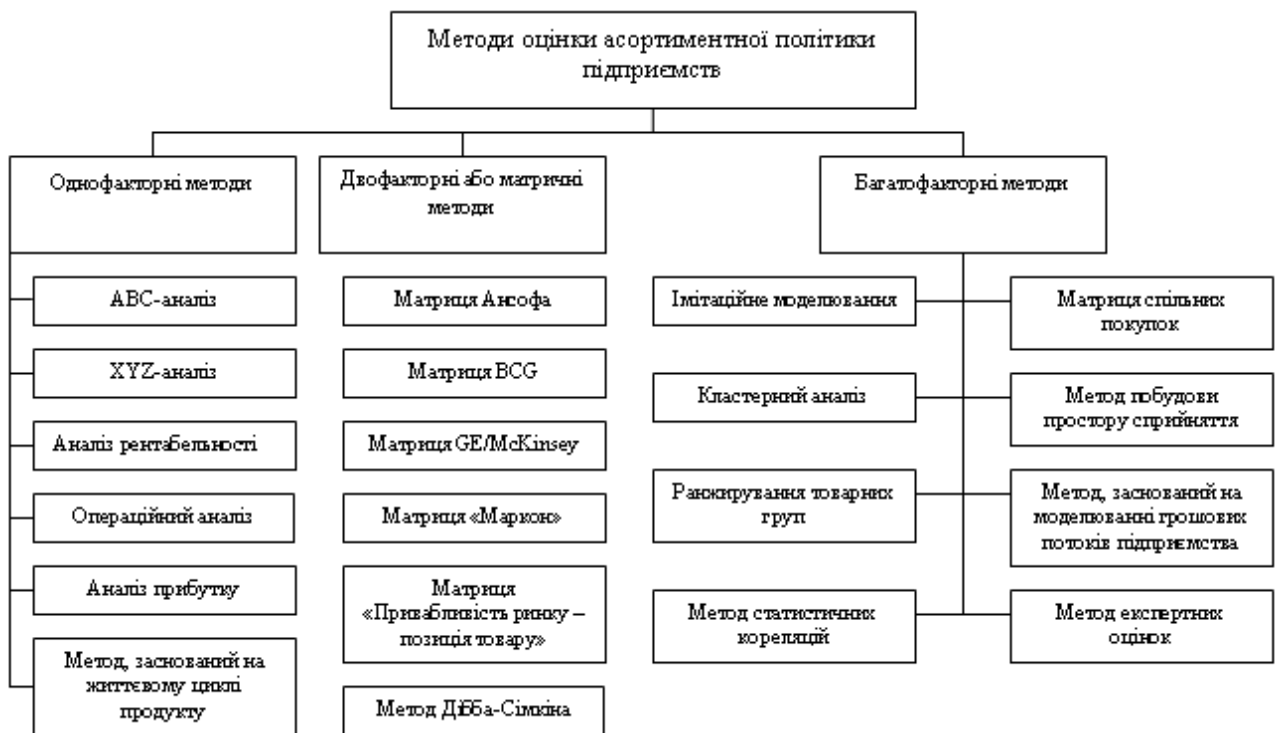 Методи оцінки асортиментної політики
підприємств
Однофакторні методи
Двофакторні або матричні
методи
Багатофакторні методи
ABC-аналіз
XYZ-аналіз
Аналіз рентабельності
Операційний аналіз
Аналіз прибутку
Метод, заснований на
життєвому циклі
продукту
Матриця Ансофа
Матриця BCG
Матриця GE/McKinsey
Матриця «Маркон»
Матриця
«Привабливість ринку –
позиція товару»
Метод Дібба-Сімкіна
Імітаційне моделювання
Кластерний аналіз
Ранжирування товарних
груп
Метод статистичних
кореляцій
Матриця спільних
покупок
Метод побудови
простору сприйняття
Метод, заснований на
моделюванні грошових
потоків підприємства
Метод експертних
оцінок